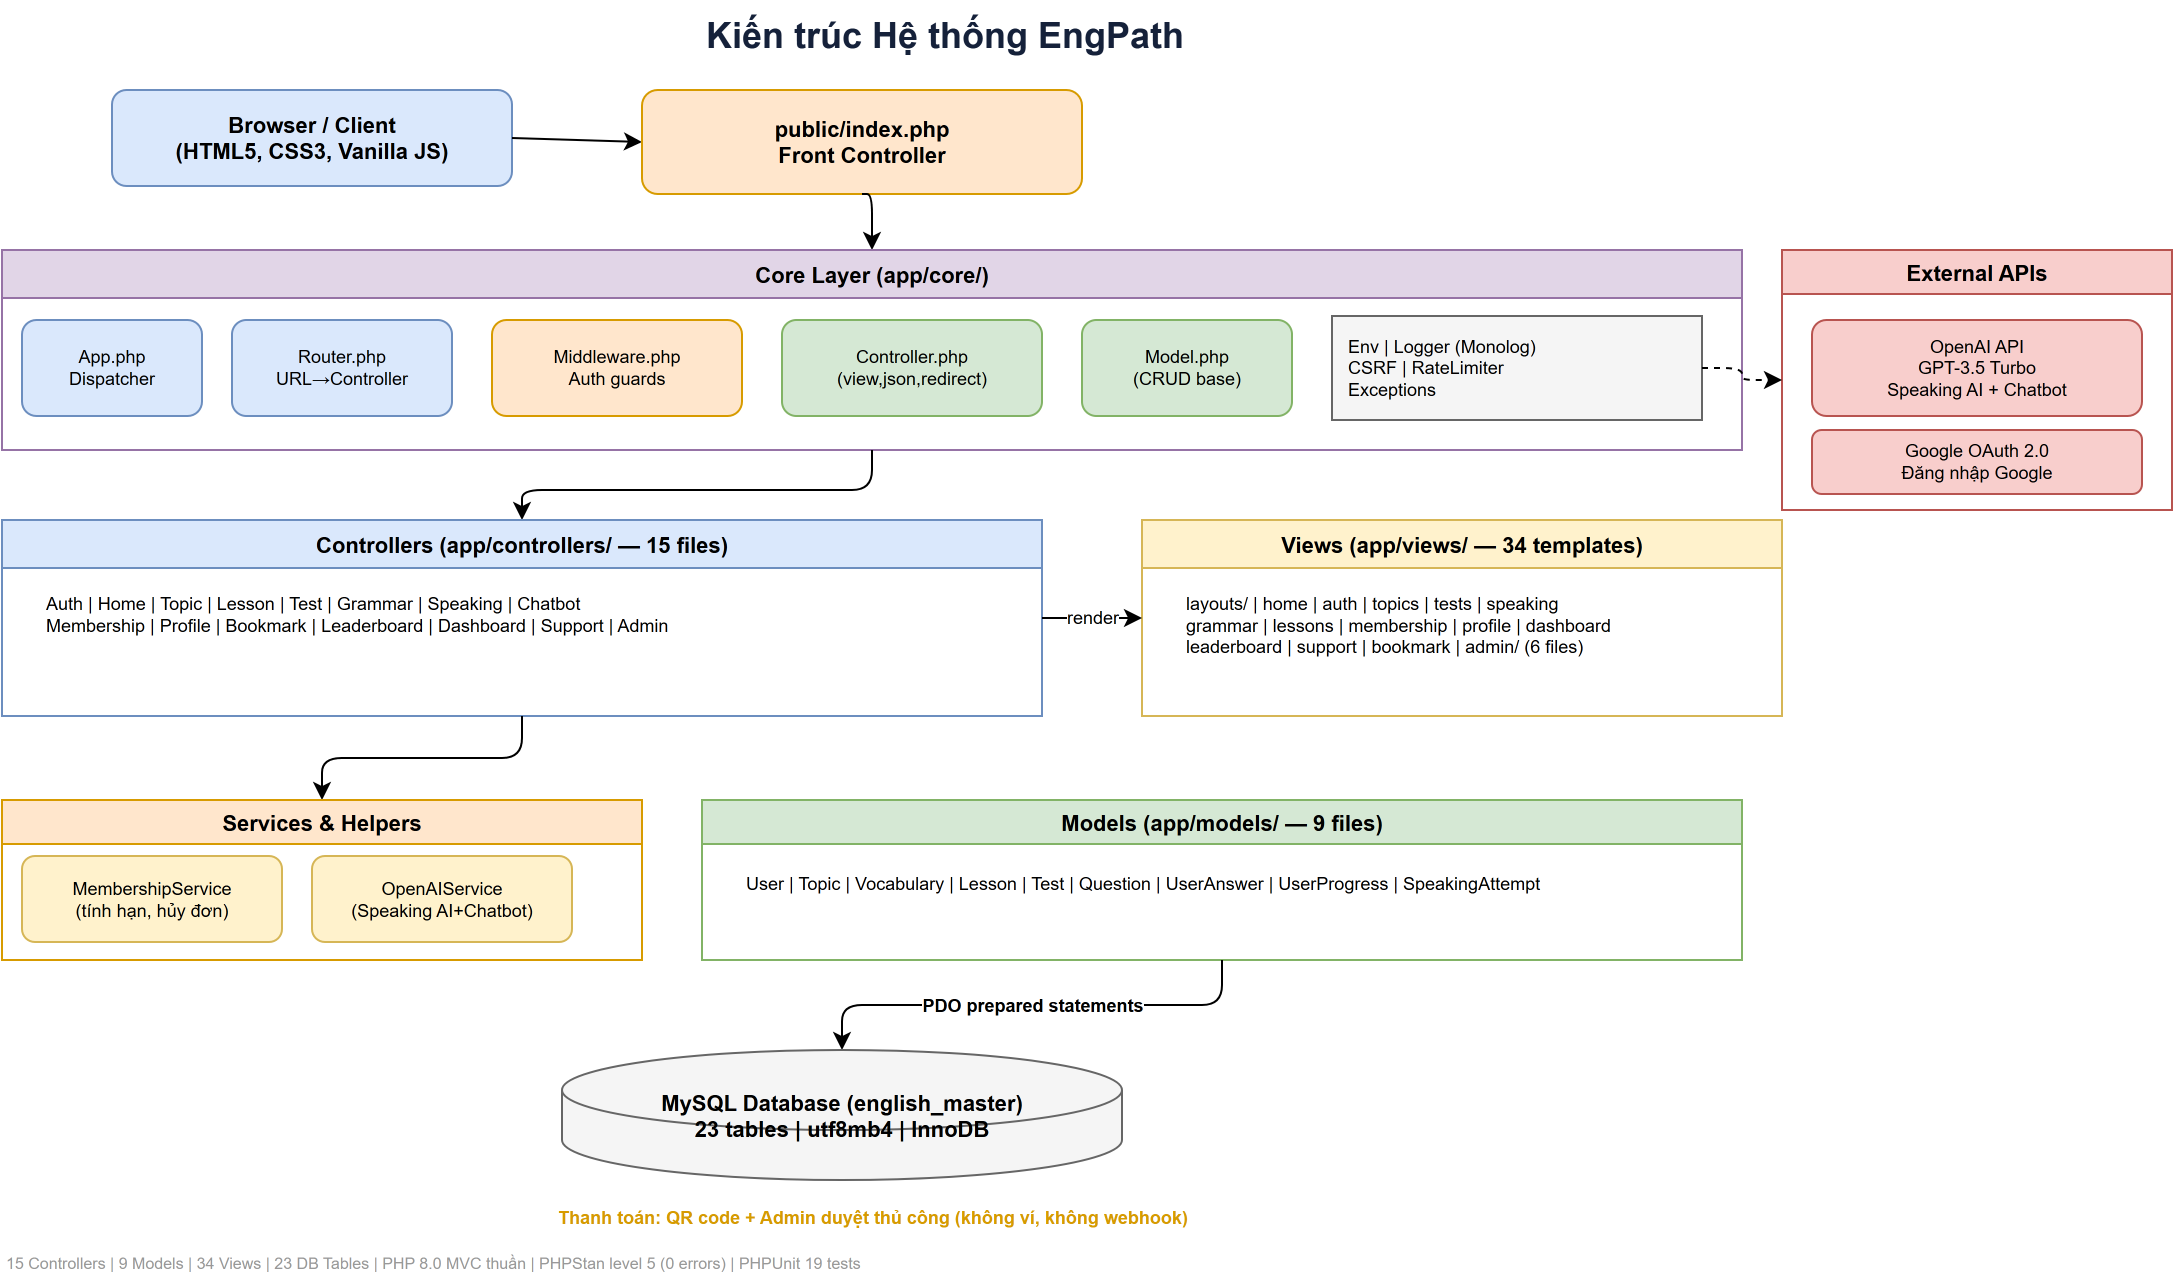 Kiến trúc Hệ thống EngPath
Browser / Client
(HTML5, CSS3, Vanilla JS)
public/index.php
Front Controller
Core Layer (app/core/)
App.php
Dispatcher
Router.php
URL→Controller
Middleware.php
Auth guards
Controller.php
(view,json,redirect)
Model.php
(CRUD base)
Env | Logger (Monolog)
CSRF | RateLimiter
Exceptions
External APIs
OpenAI API
GPT-3.5 Turbo
Speaking AI + Chatbot
Google OAuth 2.0
Đăng nhập Google
Controllers (app/controllers/ — 15 files)
Auth | Home | Topic | Lesson | Test | Grammar | Speaking | Chatbot
Membership | Profile | Bookmark | Leaderboard | Dashboard | Support | Admin
render
Views (app/views/ — 34 templates)
layouts/ | home | auth | topics | tests | speaking
grammar | lessons | membership | profile | dashboard
leaderboard | support | bookmark | admin/ (6 files)
Services & Helpers
MembershipService
(tính hạn, hủy đơn)
OpenAIService
(Speaking AI+Chatbot)
Models (app/models/ — 9 files)
User | Topic | Vocabulary | Lesson | Test | Question | UserAnswer | UserProgress | SpeakingAttempt
PDO prepared statements
MySQL Database (english_master)
23 tables | utf8mb4 | InnoDB
Thanh toán: QR code + Admin duyệt thủ công (không ví, không webhook)
15 Controllers | 9 Models | 34 Views | 23 DB Tables | PHP 8.0 MVC thuần | PHPStan level 5 (0 errors) | PHPUnit 19 tests